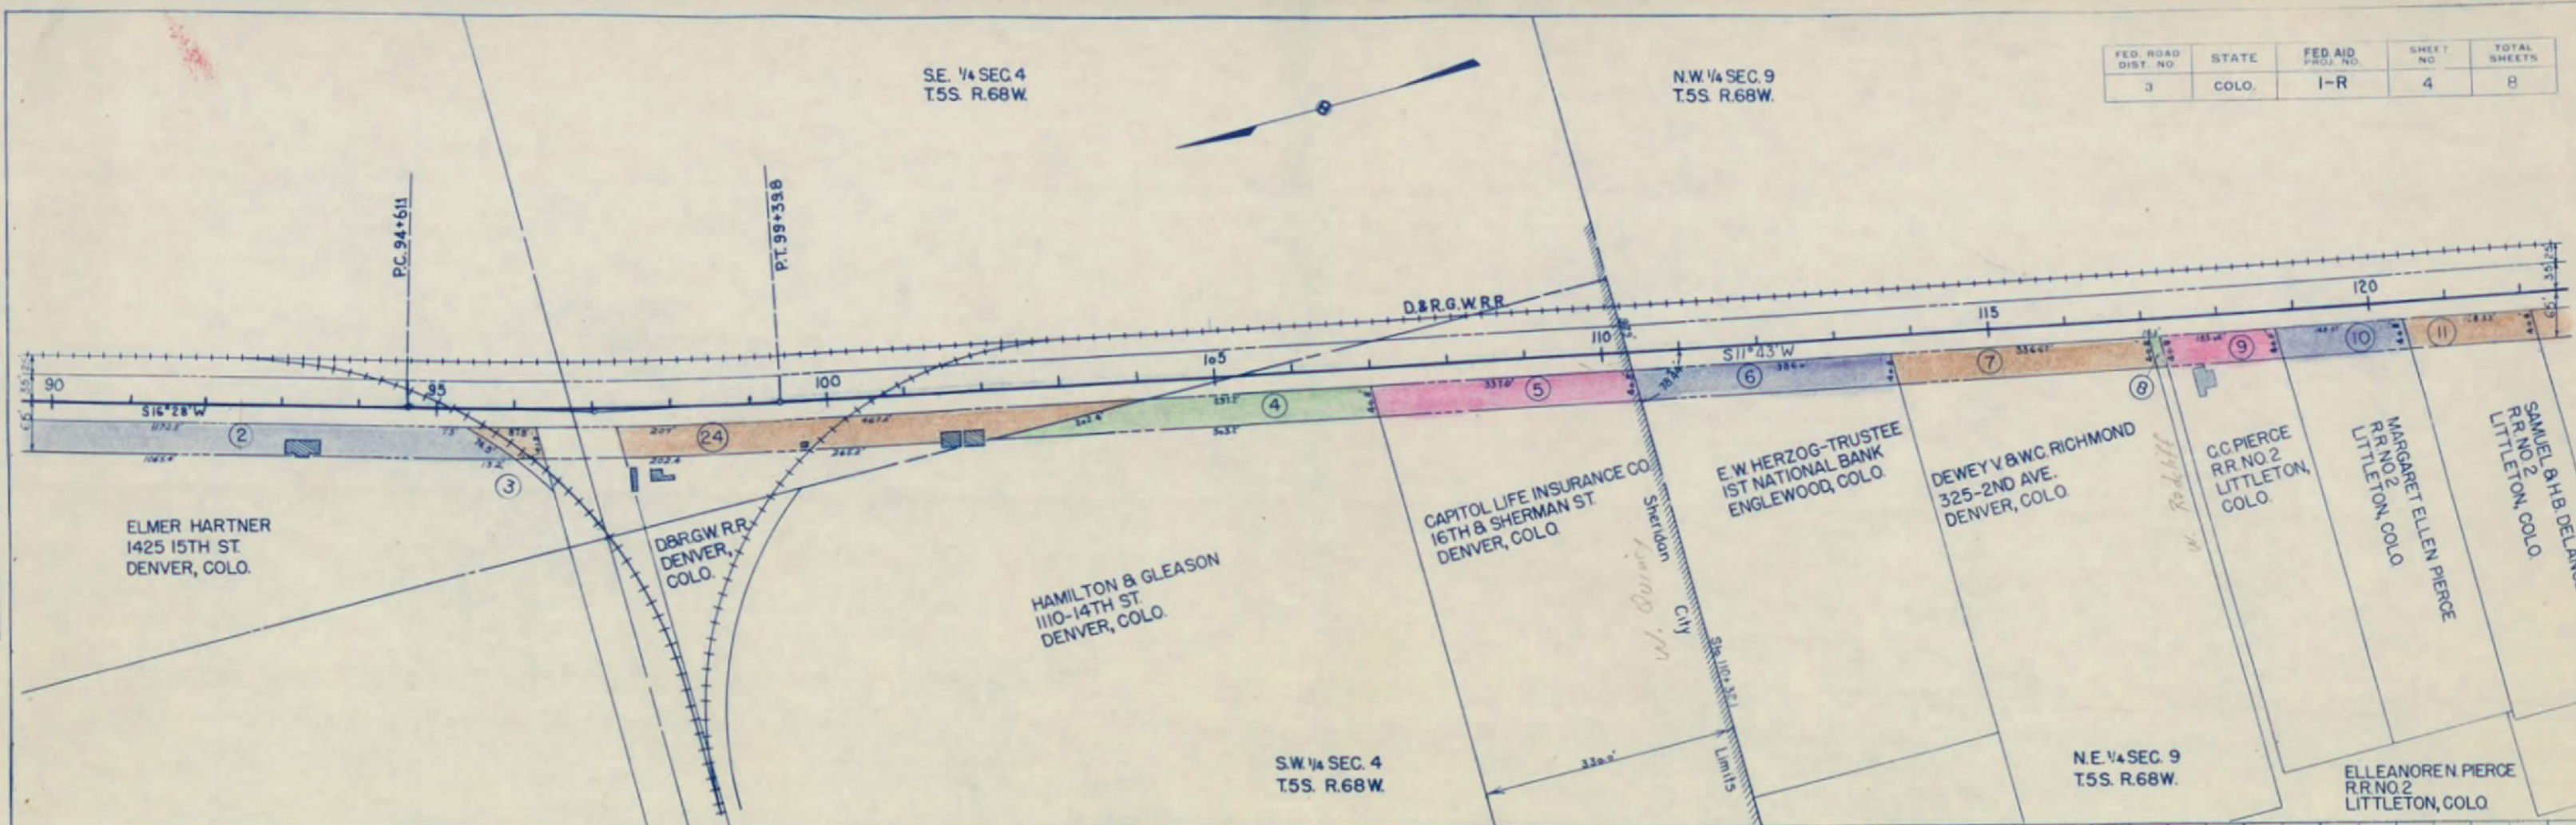 FED. ROAD DIST. NO. STATE FED. AID PROJ. NO. SHEET NO. TOTAL SHEETS
3 COLO. I-R 4 8
S.E. 1/4 SEC. 4
T.5S. R.68W.
N.W. 1/4 SEC. 9
T.5S. R.68W.
P.C. 94+61.1
P.T. 99+39.8
D.&R.G.W.R.R.
90
95
100
105
110
115
120
S16°28'W
S11°43'W
2
3
24
4
5
6
7
8
9
10
11
ELMER HARTNER
1425 15TH ST.
DENVER, COLO.
D.&R.G.W. R.R.
DENVER,
COLO.
HAMILTON & GLEASON
1110-14TH ST.
DENVER, COLO.
CAPITOL LIFE INSURANCE CO.
16TH & SHERMAN ST.
DENVER, COLO.
W. Quincy
Sheridan City Limits
E.W. HERZOG-TRUSTEE
1ST NATIONAL BANK
ENGLEWOOD, COLO.
DEWEY V. & W.C. RICHMOND
325-2ND AVE.
DENVER, COLO.
W. Radcliff
C.C. PIERCE
R.R. NO. 2
LITTLETON,
COLO.
MARGARET ELLEN PIERCE
R.R. NO. 2
LITTLETON, COLO.
SAMUEL & H.B.
R.R. NO. 2
LITTLETON, COLO.
330.0'
S.W. 1/4 SEC. 4
T.5S. R.68W.
N.E. 1/4 SEC. 9
T.5S. R.68W.
ELLEANORE N. PIERCE
R.R. NO. 2
LITTLETON, COLO.